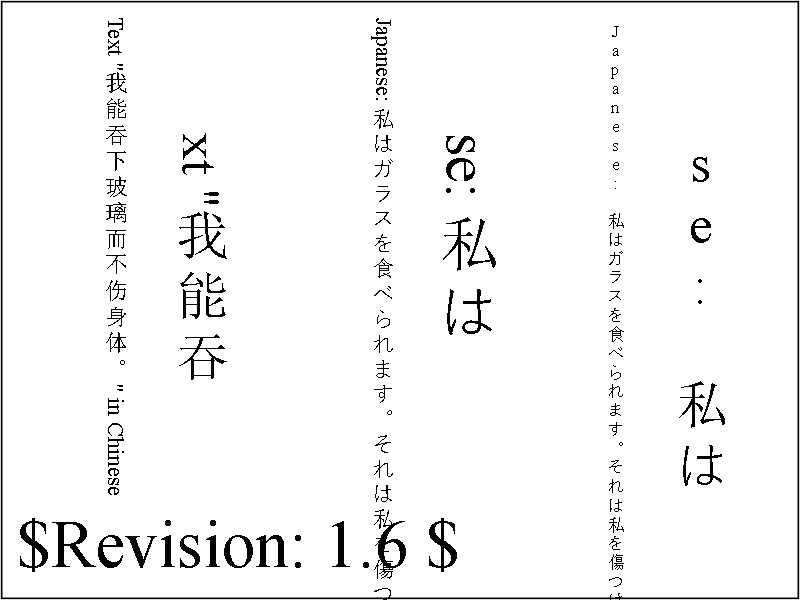 Text "我能吞下玻璃而不伤身体。" in Chinese
xt "我能吞
Japanese: 私はガラスを食べられます。それは私を傷つ
se: 私は
Japanese: 私はガラスを食べられます。それは私を傷つけ
se: 私は
$Revision: 1.6 $